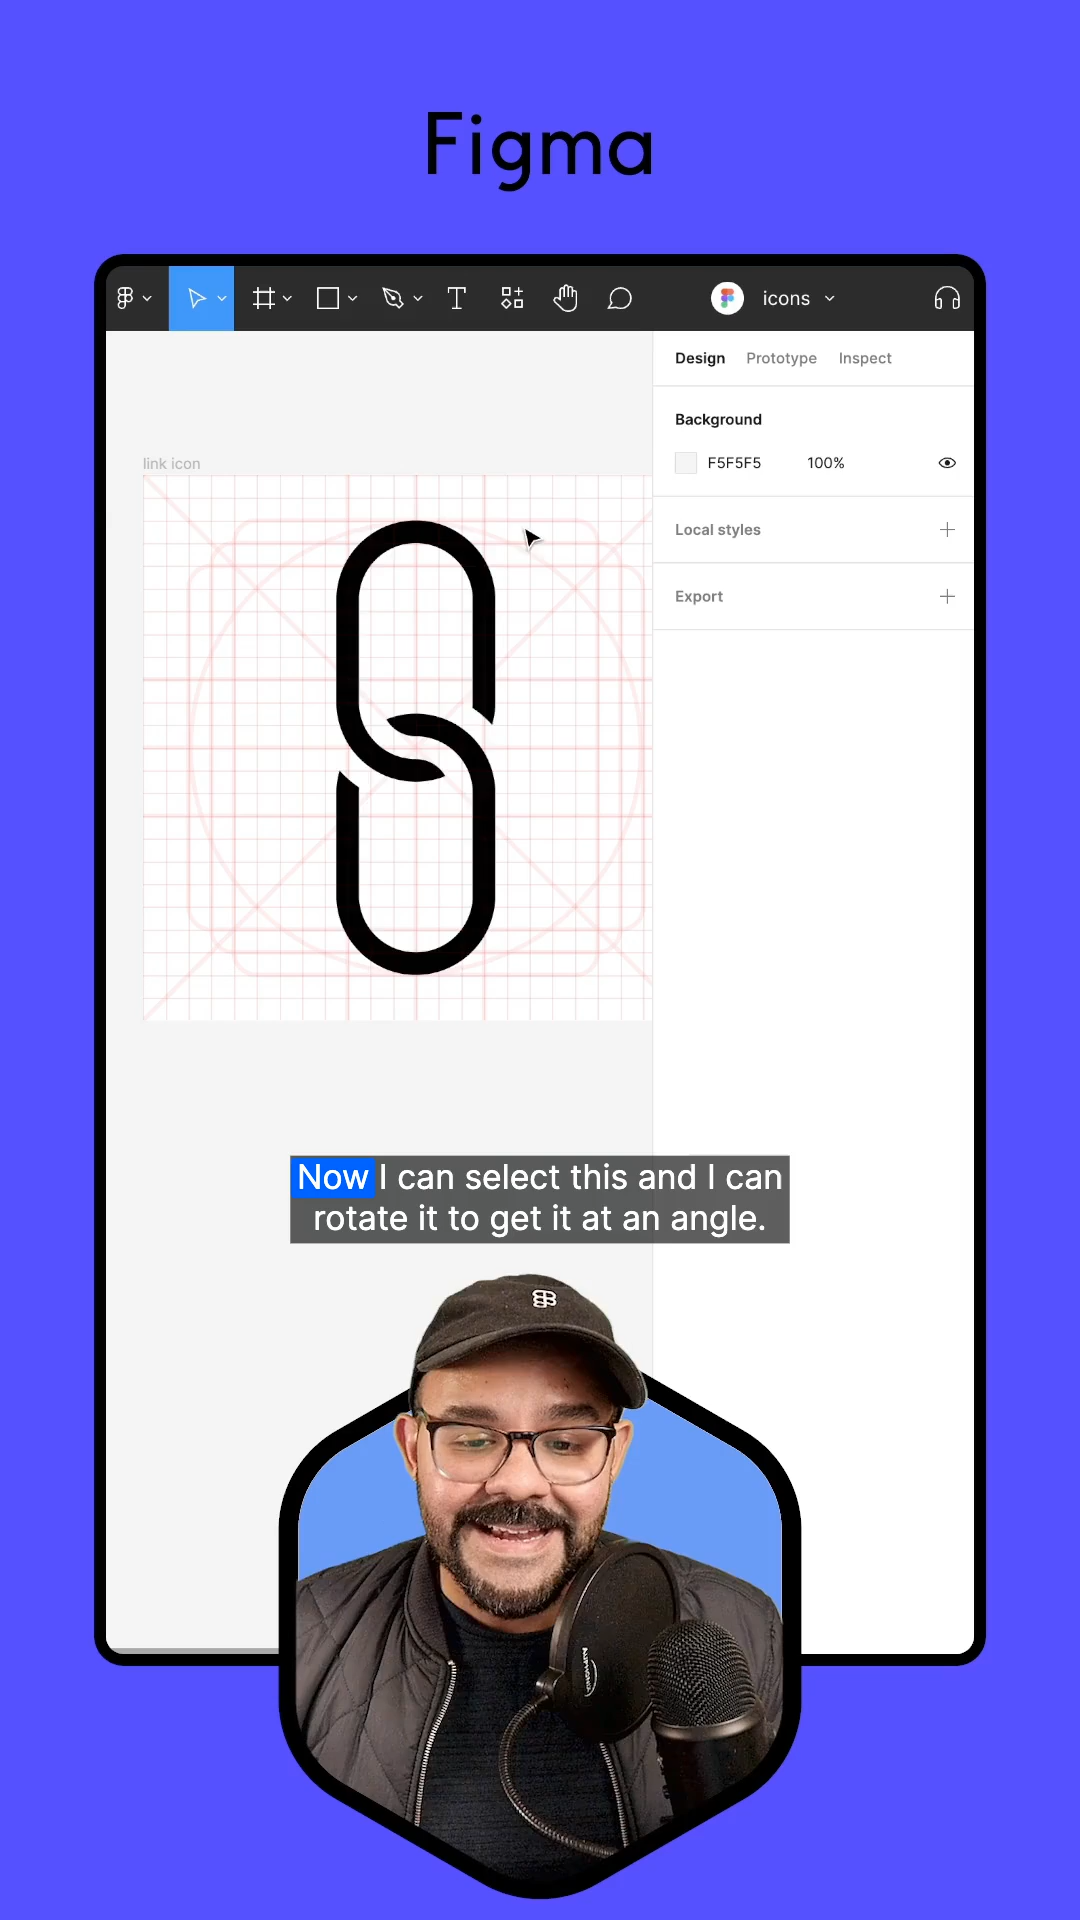 Figma
icons
Design Prototype Inspect
Background
F5F5F5 100%
Local styles
Export
link icon
Now I can select this and I can
rotate it to get it at an angle.